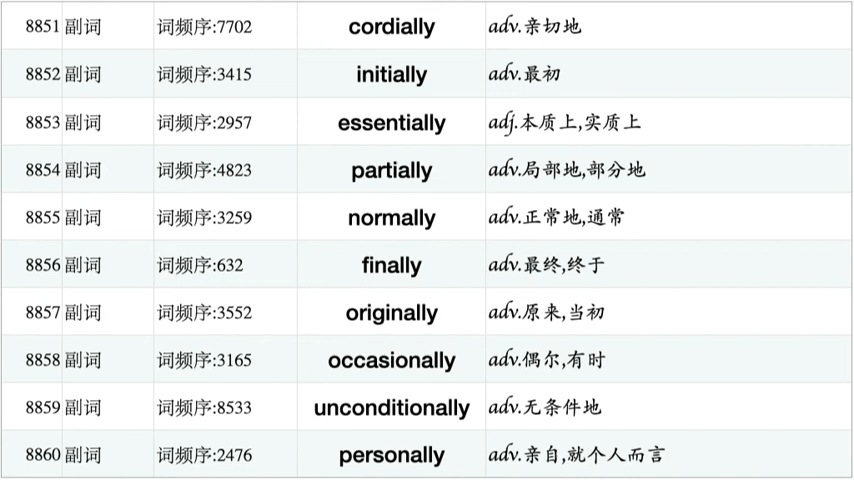 8851 副词 词频序:7702 cordially adv.亲切地
8852 副词 词频序:3415 initially adv.最初
8853 副词 词频序:2957 essentially adj.本质上,实质上
8854 副词 词频序:4823 partially adv.局部地,部分地
8855 副词 词频序:3259 normally adv.正常地,通常
8856 副词 词频序:632 finally adv.最终,终于
8857 副词 词频序:3552 originally adv.原来,当初
8858 副词 词频序:3165 occasionally adv.偶尔,有时
8859 副词 词频序:8533 unconditionally adv.无条件地
8860 副词 词频序:2476 personally adv.亲自,就个人而言